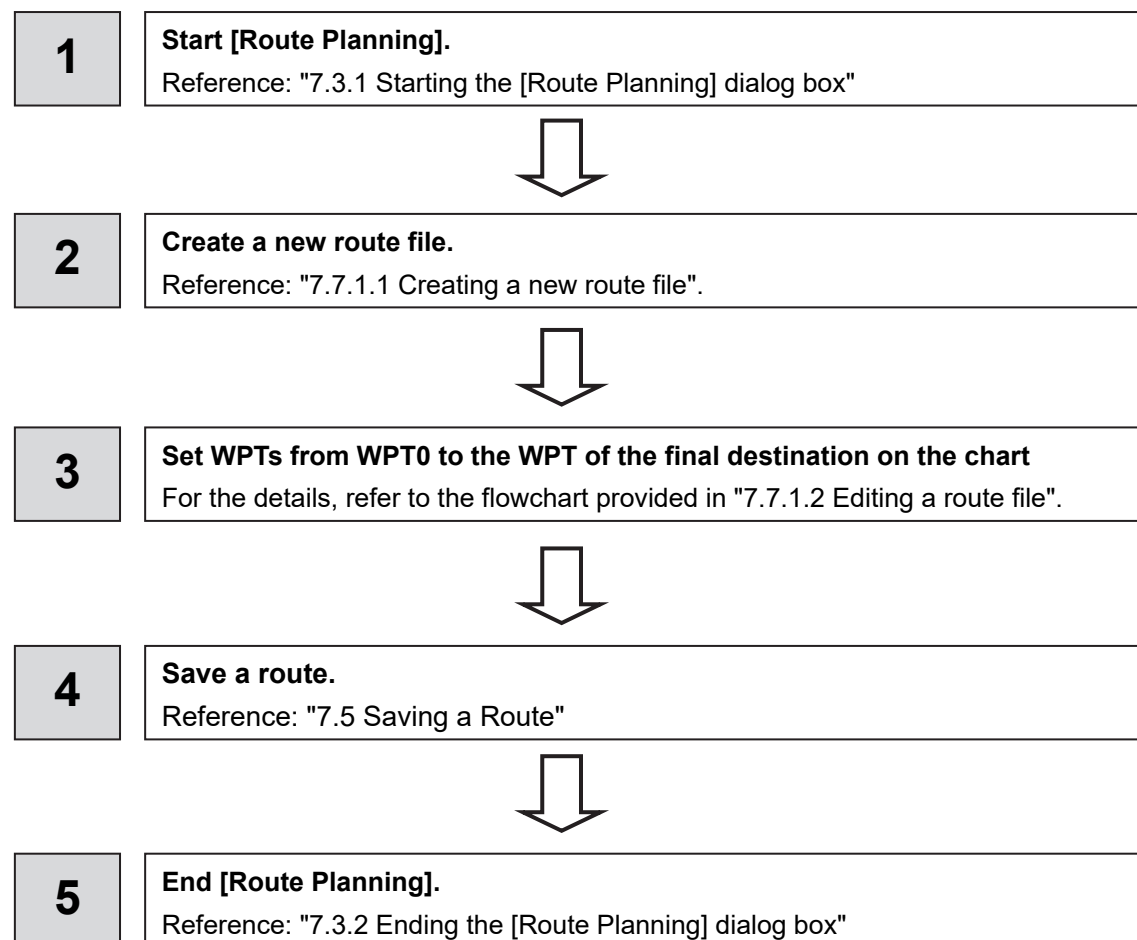 1
Start [Route Planning].
Reference: "7.3.1 Starting the [Route Planning] dialog box"
2
Create a new route file.
Reference: "7.7.1.1 Creating a new route file".
3
Set WPTs from WPT0 to the WPT of the final destination on the chart
For the details, refer to the flowchart provided in "7.7.1.2 Editing a route file".
4
Save a route.
Reference: "7.5 Saving a Route"
5
End [Route Planning].
Reference: "7.3.2 Ending the [Route Planning] dialog box"